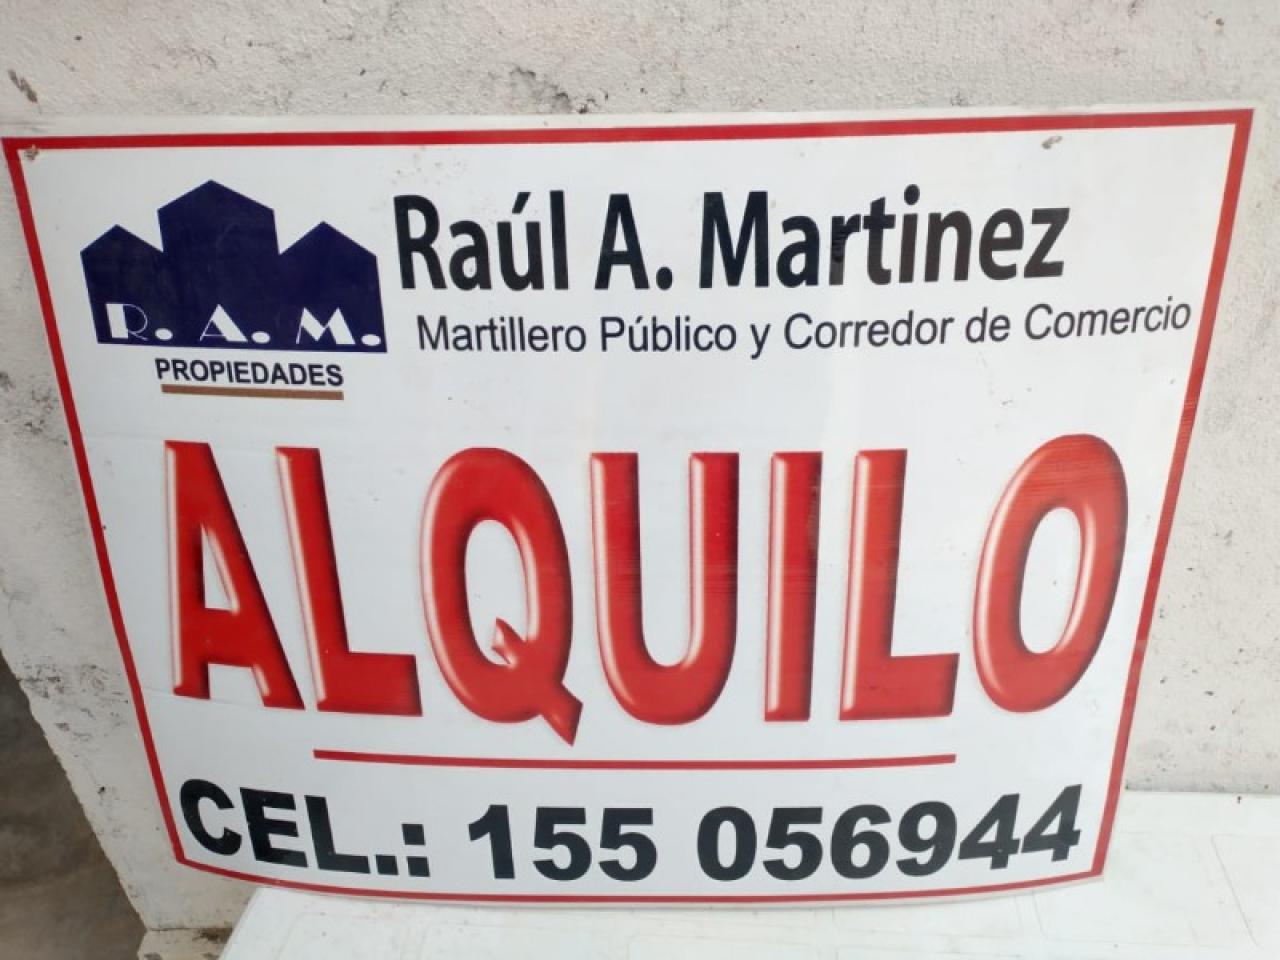 R. A. M.
PROPIEDADES
Raúl A. Martinez
Martillero Público y Corredor de Comercio
ALQUILO
CEL.: 155 056944